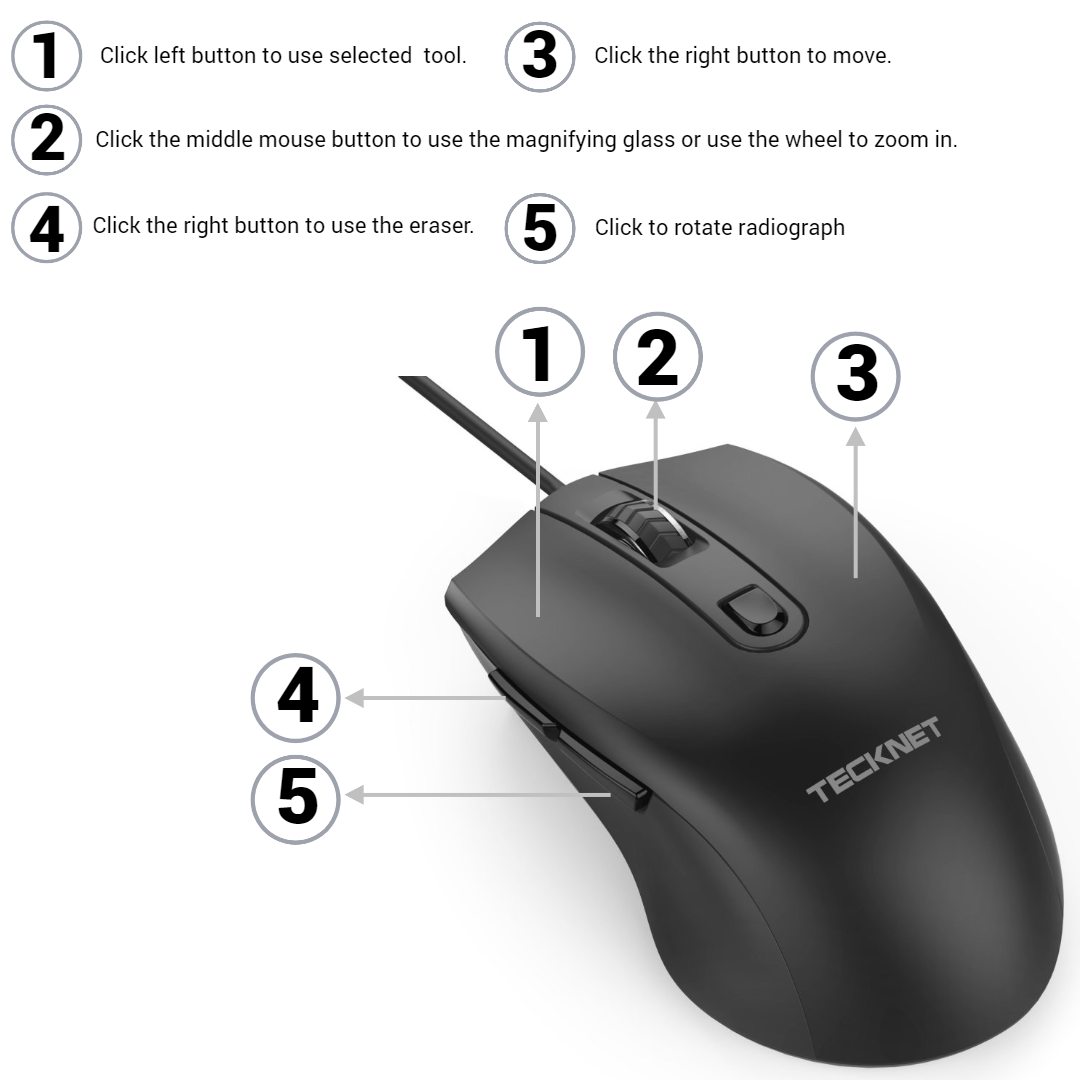 1 Click left button to use selected  tool.
3 Click the right button to move.
2 Click the middle mouse button to use the magnifying glass or use the wheel to zoom in.
4 Click the right button to use the eraser.
5 Click to rotate radiograph
1
2
3
4
5
TECKNET